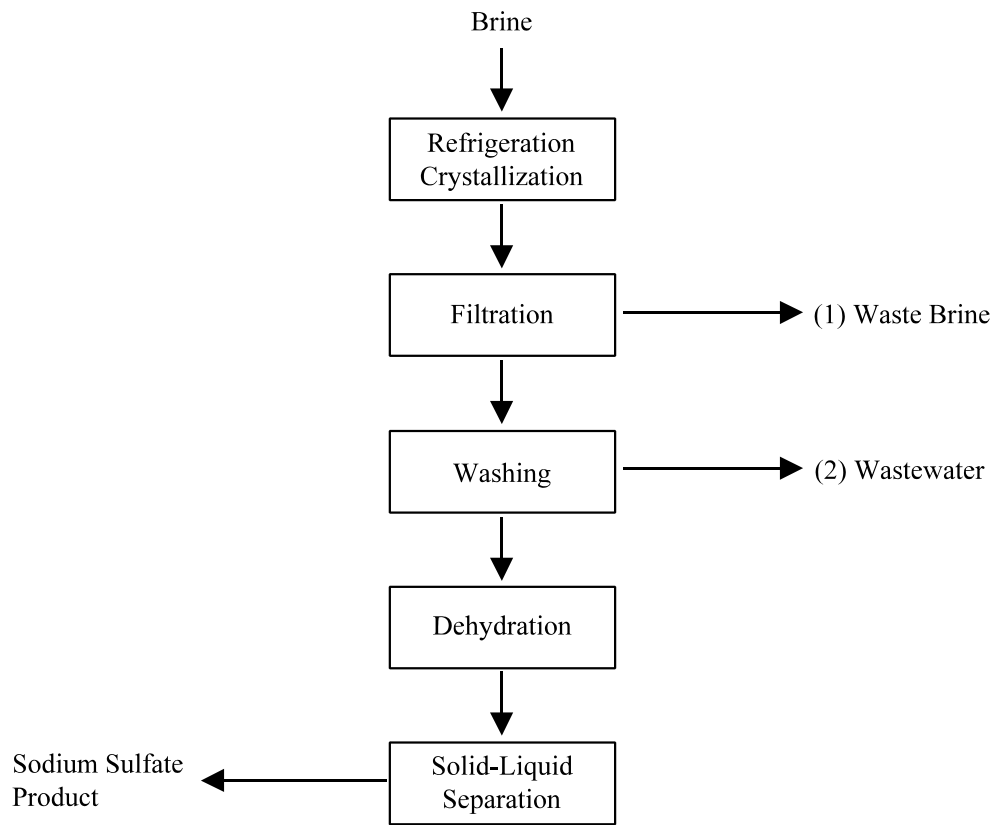 Brine
Refrigeration
Crystallization
Filtration
(1) Waste Brine
Washing
(2) Wastewater
Dehydration
Solid-Liquid
Separation
Sodium Sulfate
Product